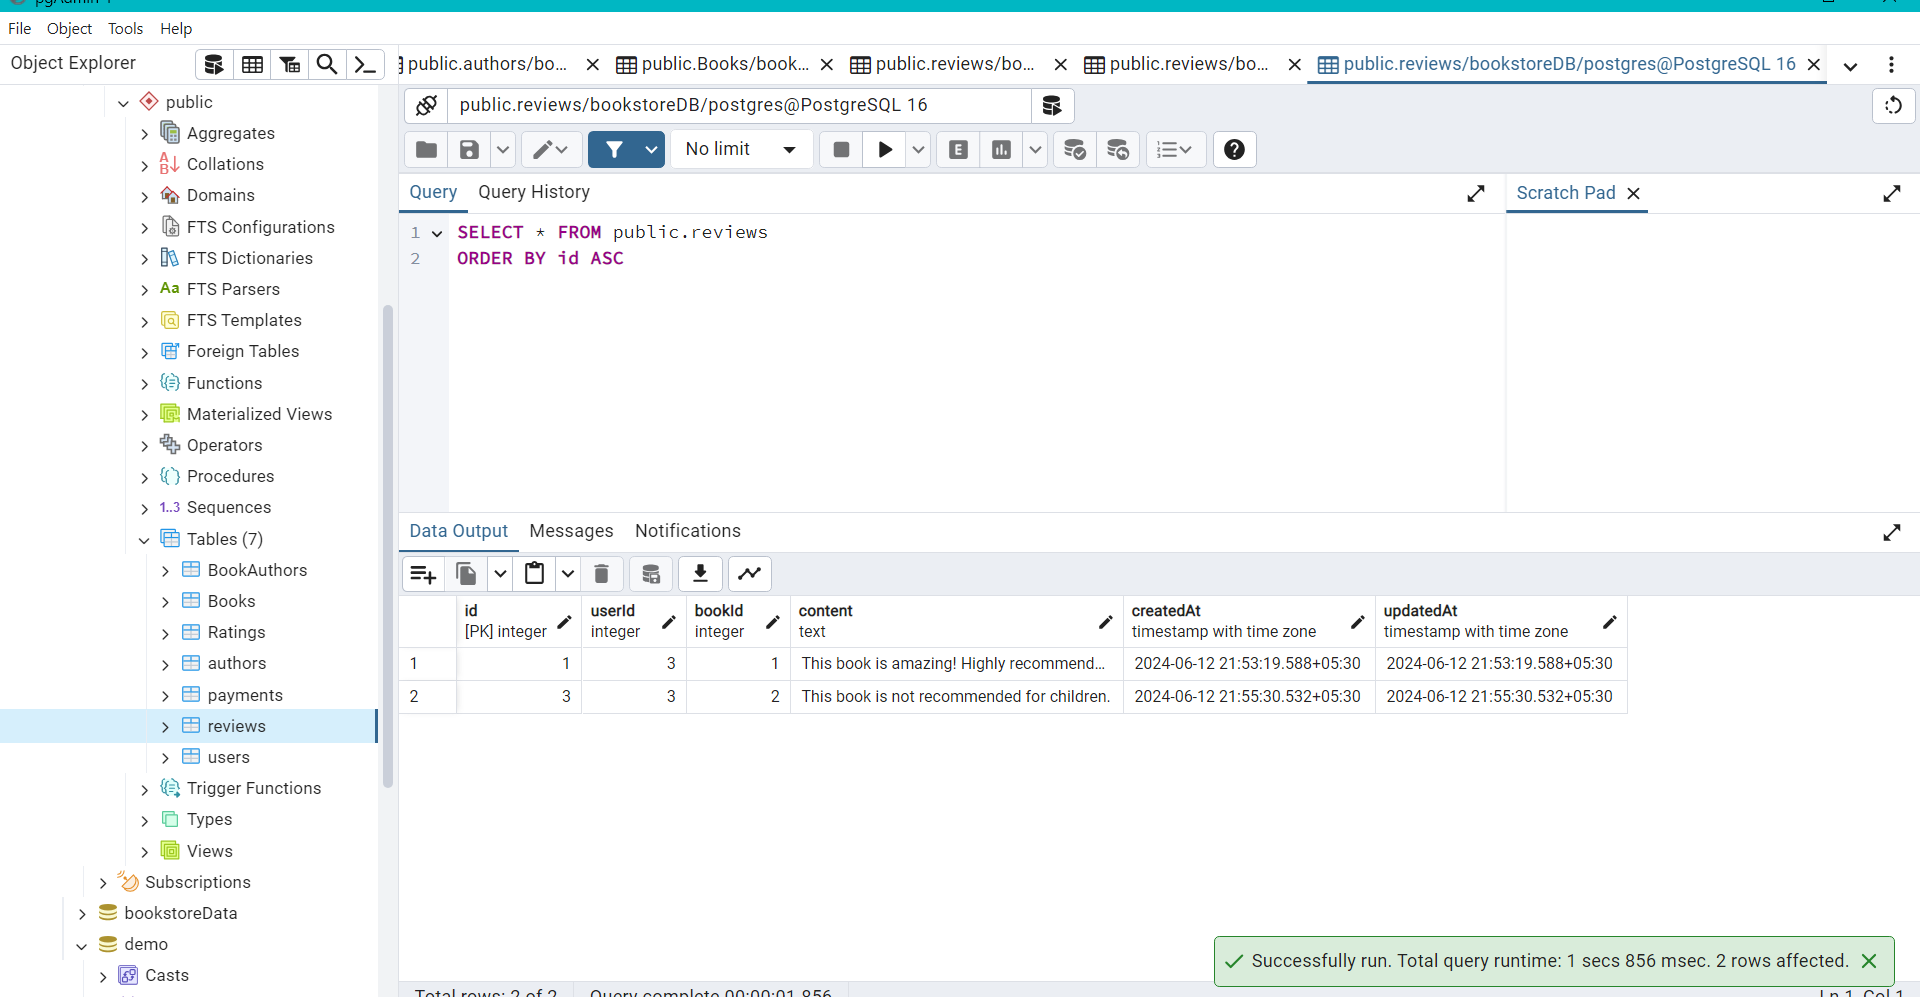 pgAdmin 4
File Object Tools Help
Object Explorer
public.authors/bo...
public.Books/book...
public.reviews/bo...
public.reviews/bo...
public.reviews/bookstoreDB/postgres@PostgreSQL 16
public.reviews/bookstoreDB/postgres@PostgreSQL 16
No limit
E
Query Query History
Scratch Pad
1 SELECT * FROM public.reviews
2 ORDER BY id ASC
public
Aggregates
Collations
Domains
FTS Configurations
FTS Dictionaries
Aa FTS Parsers
FTS Templates
Foreign Tables
Functions
Materialized Views
Operators
Procedures
1..3 Sequences
Tables (7)
BookAuthors
Books
Ratings
authors
payments
reviews
users
Trigger Functions
Types
Views
Subscriptions
bookstoreData
demo
Casts
Data Output Messages Notifications
id [PK] integer
userId integer
bookId integer
content text
createdAt timestamp with time zone
updatedAt timestamp with time zone
1 1 3 1 This book is amazing! Highly recommend... 2024-06-12 21:53:19.588+05:30 2024-06-12 21:53:19.588+05:30
2 3 3 2 This book is not recommended for children. 2024-06-12 21:55:30.532+05:30 2024-06-12 21:55:30.532+05:30
Successfully run. Total query runtime: 1 secs 856 msec. 2 rows affected.
Total rows: 2 of 2 Query complete 00:00:01.856 Ln 1, Col 1